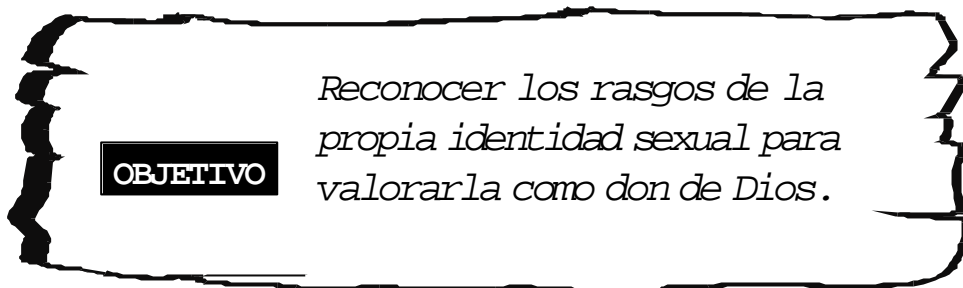 OBJETIVO
Reconocer los rasgos de la
propia identidad sexual para
valorarla como don de Dios.